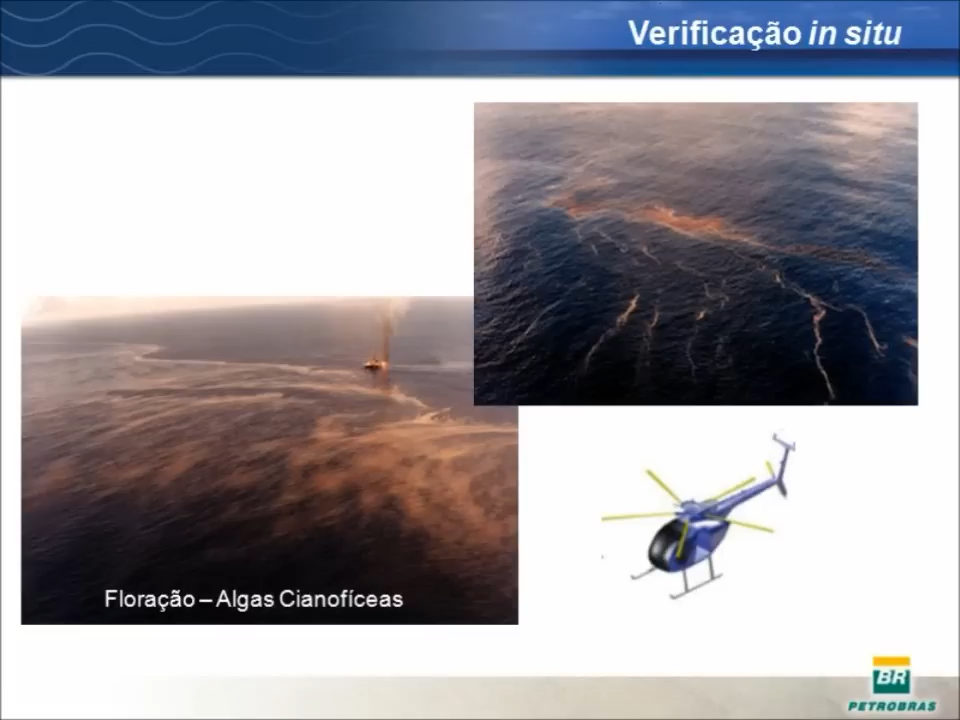 Verificação in situ
Floração – Algas Cianofíceas
BR
PETROBRAS